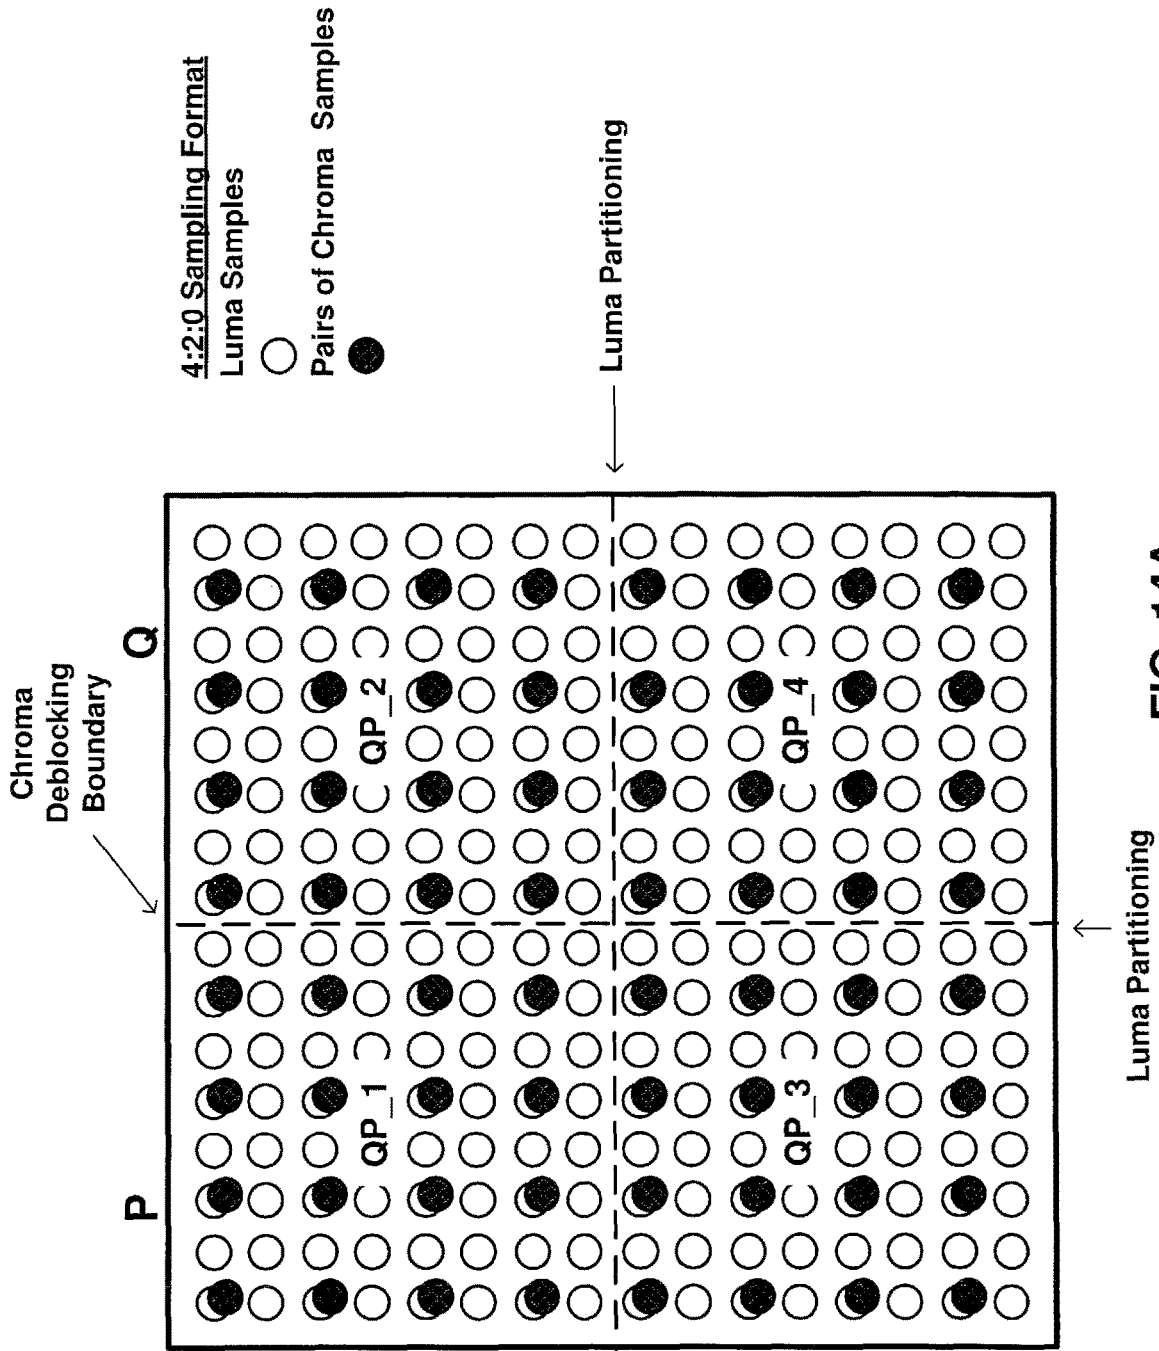 4:2:0 Sampling Format
Luma Samples
Pairs of Chroma Samples
Chroma
Deblocking
Boundary
Luma Partitioning
P
Q
QP_1
QP_2
QP_3
QP_4
Luma Partitioning